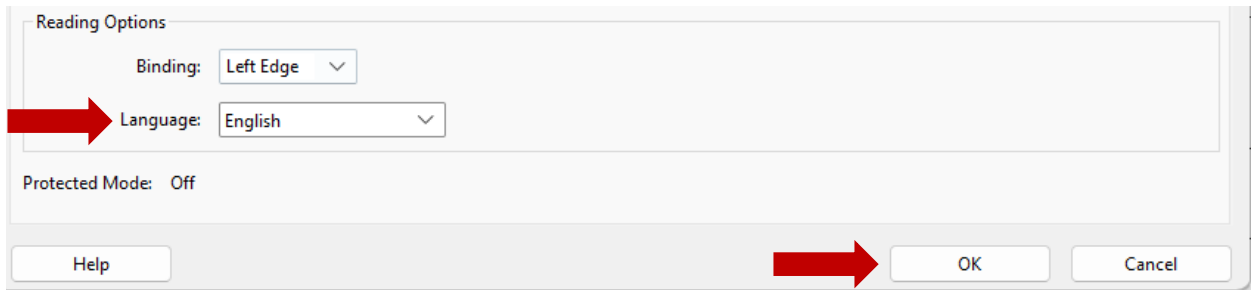 Reading Options
Binding: Left Edge
Language: English
Protected Mode: Off
Help OK Cancel